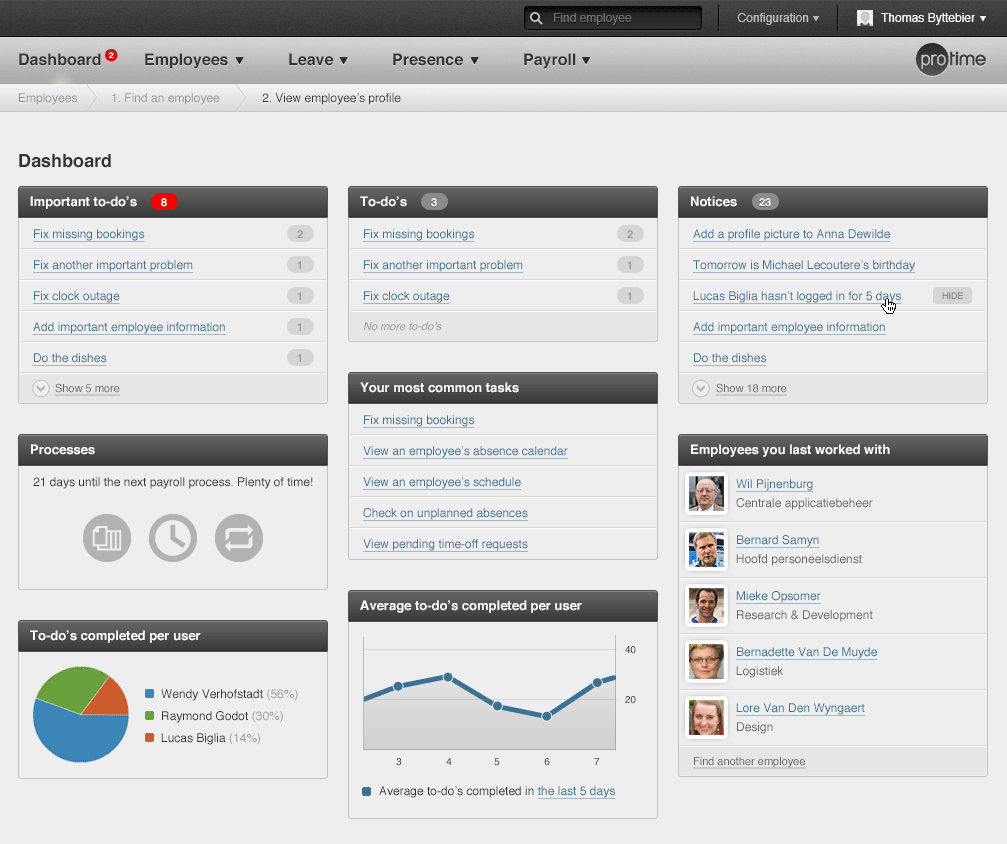 Find employee
Configuration ▾
Thomas Byttebier ▾
Dashboard 2
Employees ▾
Leave ▾
Presence ▾
Payroll ▾
protime
Employees
1. Find an employee
2. View employee's profile
Dashboard
Important to-do's 8
Fix missing bookings 2
Fix another important problem 1
Fix clock outage 1
Add important employee information 1
Do the dishes 1
Show 5 more
Processes
21 days until the next payroll process. Plenty of time!
To-do's completed per user
Wendy Verhofstadt (56%)
Raymond Godot (30%)
Lucas Biglia (14%)
To-do's 3
Fix missing bookings 2
Fix another important problem 1
Fix clock outage 1
No more to-do's
Your most common tasks
Fix missing bookings
View an employee's absence calendar
View an employee's schedule
Check on unplanned absences
View pending time-off requests
Average to-do's completed per user
40
20
3 4 5 6 7
Average to-do's completed in the last 5 days
Notices 23
Add a profile picture to Anna Dewilde
Tomorrow is Michael Lecoutere's birthday
Lucas Biglia hasn't logged in for 5 days HIDE
Add important employee information
Do the dishes
Show 18 more
Employees you last worked with
Wil Pijnenburg
Centrale applicatiebeheer
Bernard Samyn
Hoofd personeelsdienst
Mieke Opsomer
Research & Development
Bernadette Van De Muyde
Logistiek
Lore Van Den Wyngaert
Design
Find another employee